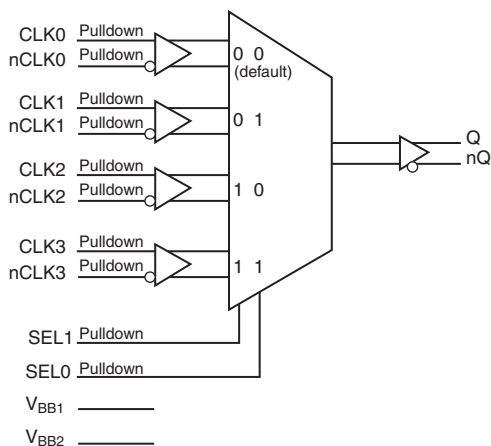 CLK0 Pulldown
nCLK0 Pulldown
0 0
(default)
CLK1 Pulldown
nCLK1 Pulldown
0 1
CLK2 Pulldown
nCLK2 Pulldown
1 0
CLK3 Pulldown
nCLK3 Pulldown
1 1
Q
nQ
SEL1 Pulldown
SEL0 Pulldown
VBB1
VBB2